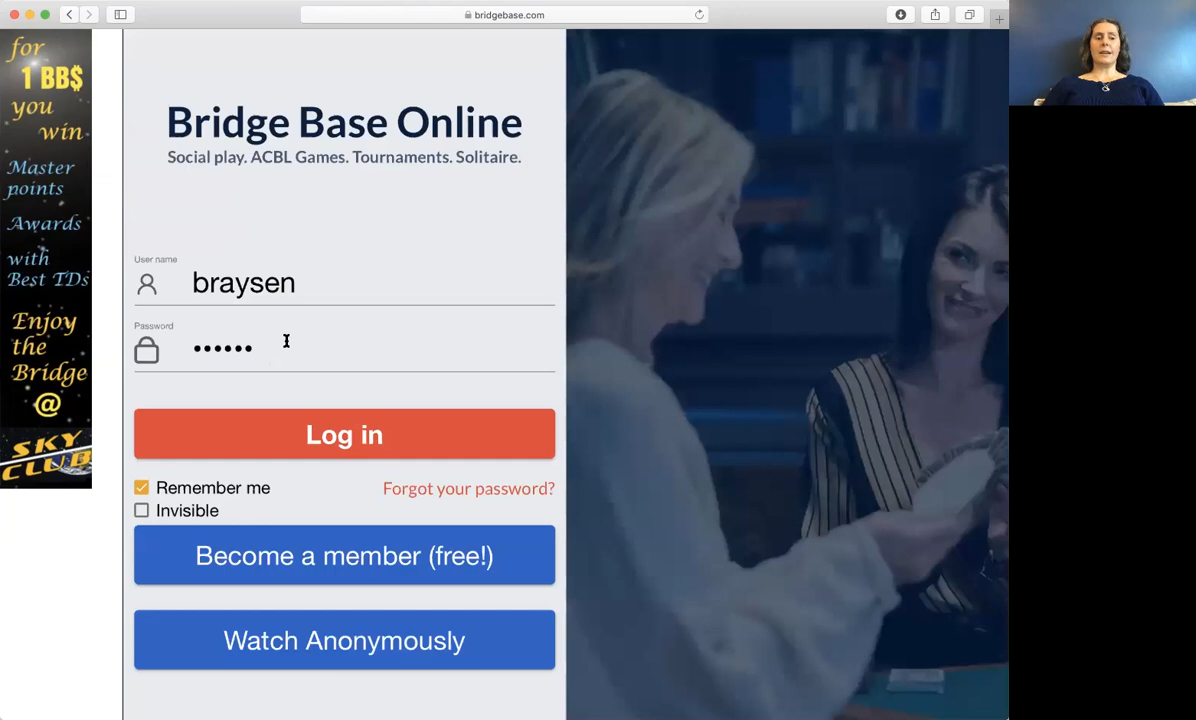 bridgebase.com
for
1 BB$
you
win
Master
points
Awards
with
Best TDs
Enjoy
the
Bridge
@
SKY
CLUB
Bridge Base Online
Social play. ACBL Games. Tournaments. Solitaire.
User name
braysen
Password
••••••
Log in
Remember me
Forgot your password?
Invisible
Become a member (free!)
Watch Anonymously